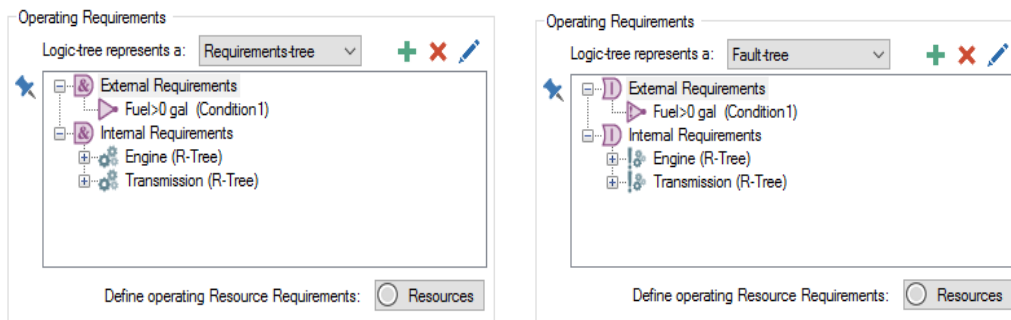 Operating Requirements
Logic-tree represents a: Requirements-tree
& External Requirements
Fuel>0 gal (Condition1)
& Internal Requirements
Engine (R-Tree)
Transmission (R-Tree)
Define operating Resource Requirements: Resources
Operating Requirements
Logic-tree represents a: Fault-tree
External Requirements
Fuel>0 gal (Condition1)
Internal Requirements
Engine (R-Tree)
Transmission (R-Tree)
Define operating Resource Requirements: Resources